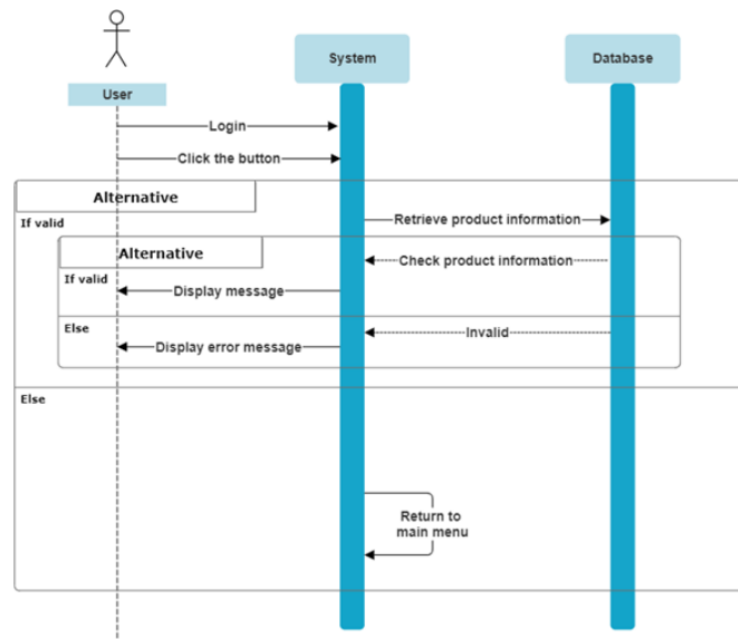 System
Database
User
Login
Click the button
Alternative
If valid
Retrieve product information
Alternative
Check product information
If valid
Display message
Else
Invalid
Display error message
Else
Return to
main menu